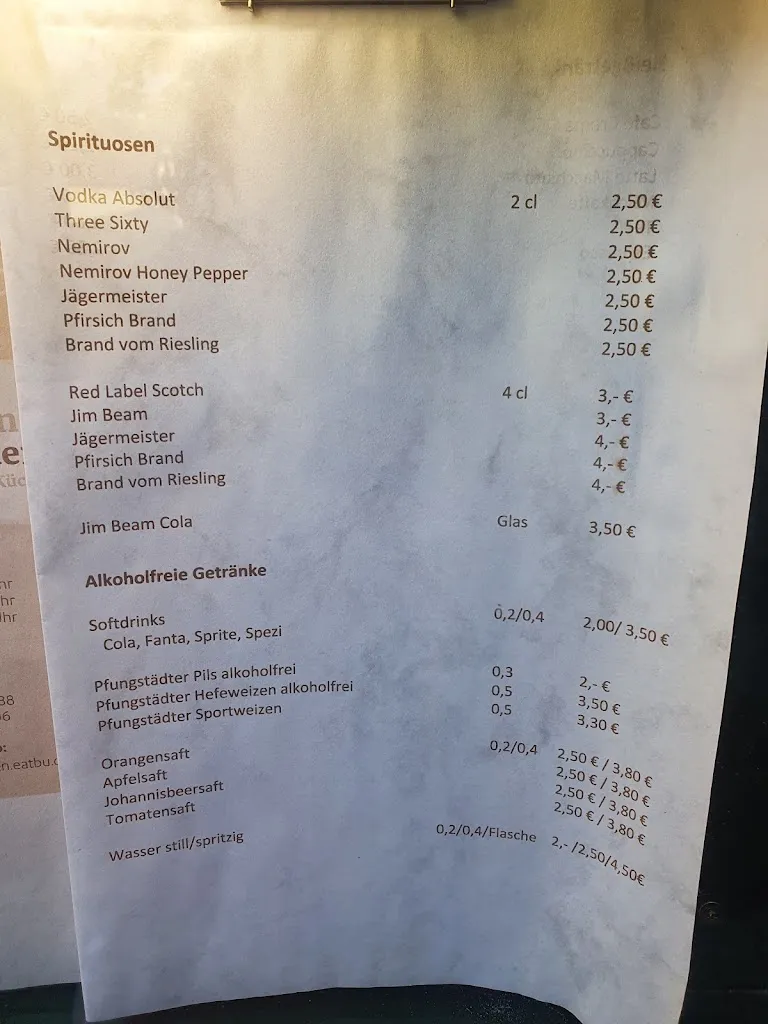 Spirituosen
Vodka Absolut 2 cl 2,50 €
Three Sixty 2,50 €
Nemirov 2,50 €
Nemirov Honey Pepper 2,50 €
Jägermeister 2,50 €
Pfirsich Brand 2,50 €
Brand vom Riesling 2,50 €
Red Label Scotch 4 cl 3,- €
Jim Beam 3,- €
Jägermeister 4,- €
Pfirsich Brand 4,- €
Brand vom Riesling 4,- €
Jim Beam Cola Glas 3,50 €
Alkoholfreie Getränke
Softdrinks 0,2/0,4 2,00/ 3,50 €
Cola, Fanta, Sprite, Spezi
Pfungstädter Pils alkoholfrei 0,3 2,- €
Pfungstädter Hefeweizen alkoholfrei 0,5 3,50 €
Pfungstädter Sportweizen 0,5 3,30 €
Orangensaft 0,2/0,4 2,50 € / 3,80 €
Apfelsaft 2,50 € / 3,80 €
Johannisbeersaft 2,50 € / 3,80 €
Tomatensaft 2,50 € / 3,80 €
Wasser still/spritzig 0,2/0,4/Flasche 2,- /2,50/4,50€